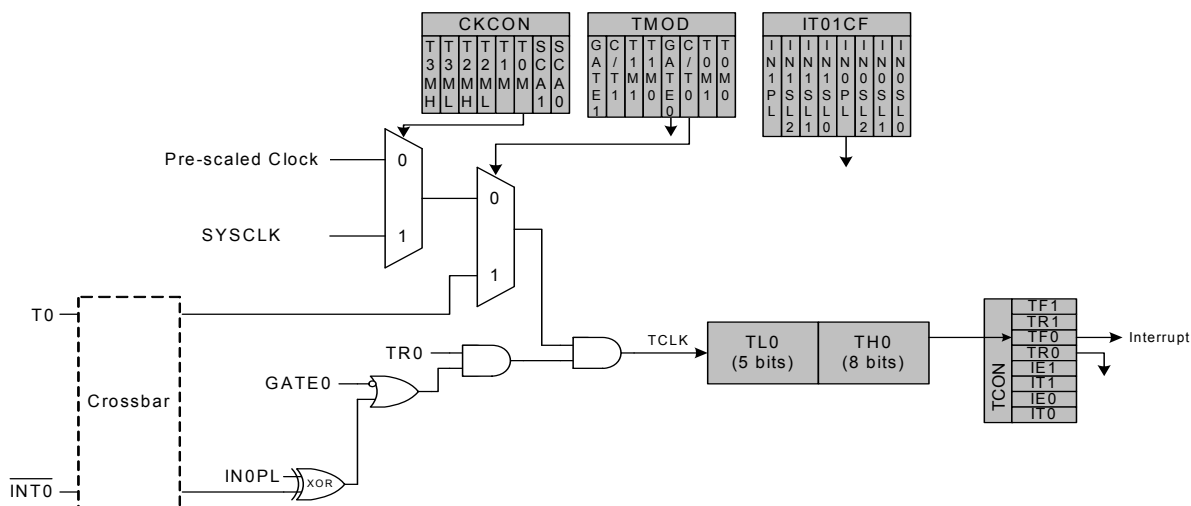 CKCON
T3MH T3ML T2MH T2ML T1M T0M SCA1 SCA0
TMOD
GATE1 C/T1 T1M1 T1M0 GATE0 C/T0 T0M1 T0M0
IT01CF
IN1PL IN1SL2 IN1SL1 IN1SL0 IN0PL IN0SL2 IN0SL1 IN0SL0
Pre-scaled Clock
0
SYSCLK
1
0
1
T0
Crossbar
INT0
TR0
GATE0
IN0PL
XOR
TCLK
TL0
(5 bits)
TH0
(8 bits)
TCON
TF1
TR1
TF0
TR0
IE1
IT1
IE0
IT0
Interrupt